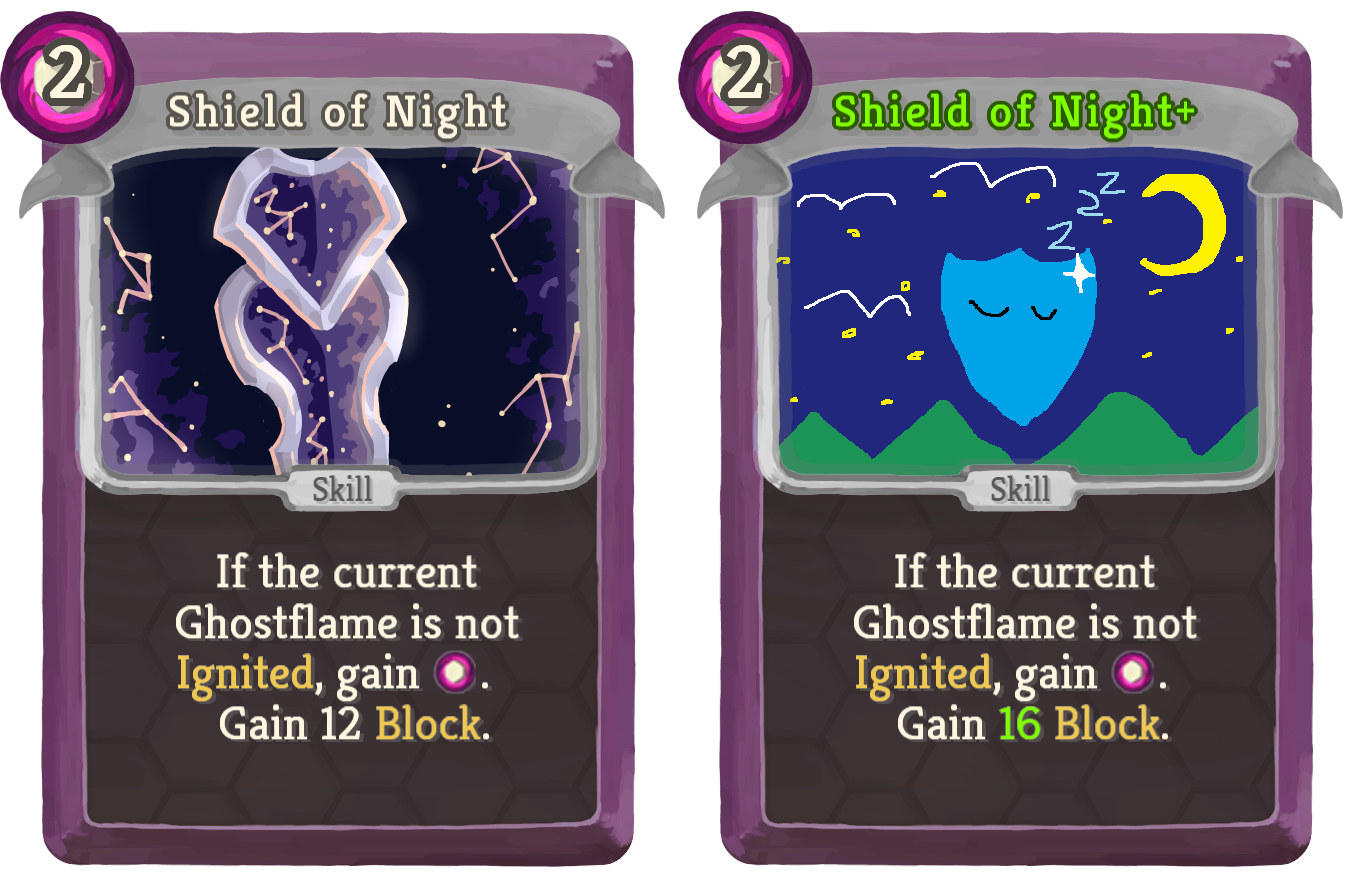 2
Shield of Night
Skill
If the current
Ghostflame is not
Ignited, gain .
Gain 12 Block.
2
Shield of Night+
z
z
z
Skill
If the current
Ghostflame is not
Ignited, gain .
Gain 16 Block.